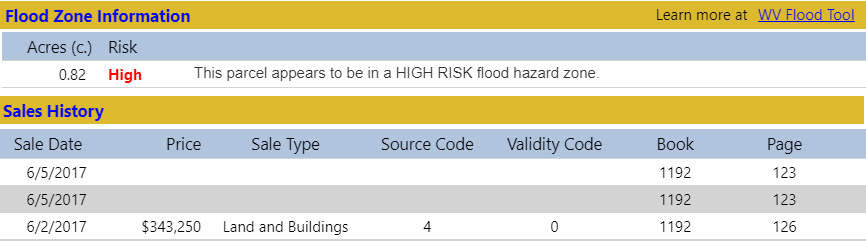 Flood Zone Information Learn more at WV Flood Tool
Acres (c.) Risk
0.82 High This parcel appears to be in a HIGH RISK flood hazard zone.
Sales History
Sale Date Price Sale Type Source Code Validity Code Book Page
6/5/2017 1192 123
6/5/2017 1192 123
6/2/2017 $343,250 Land and Buildings 4 0 1192 126